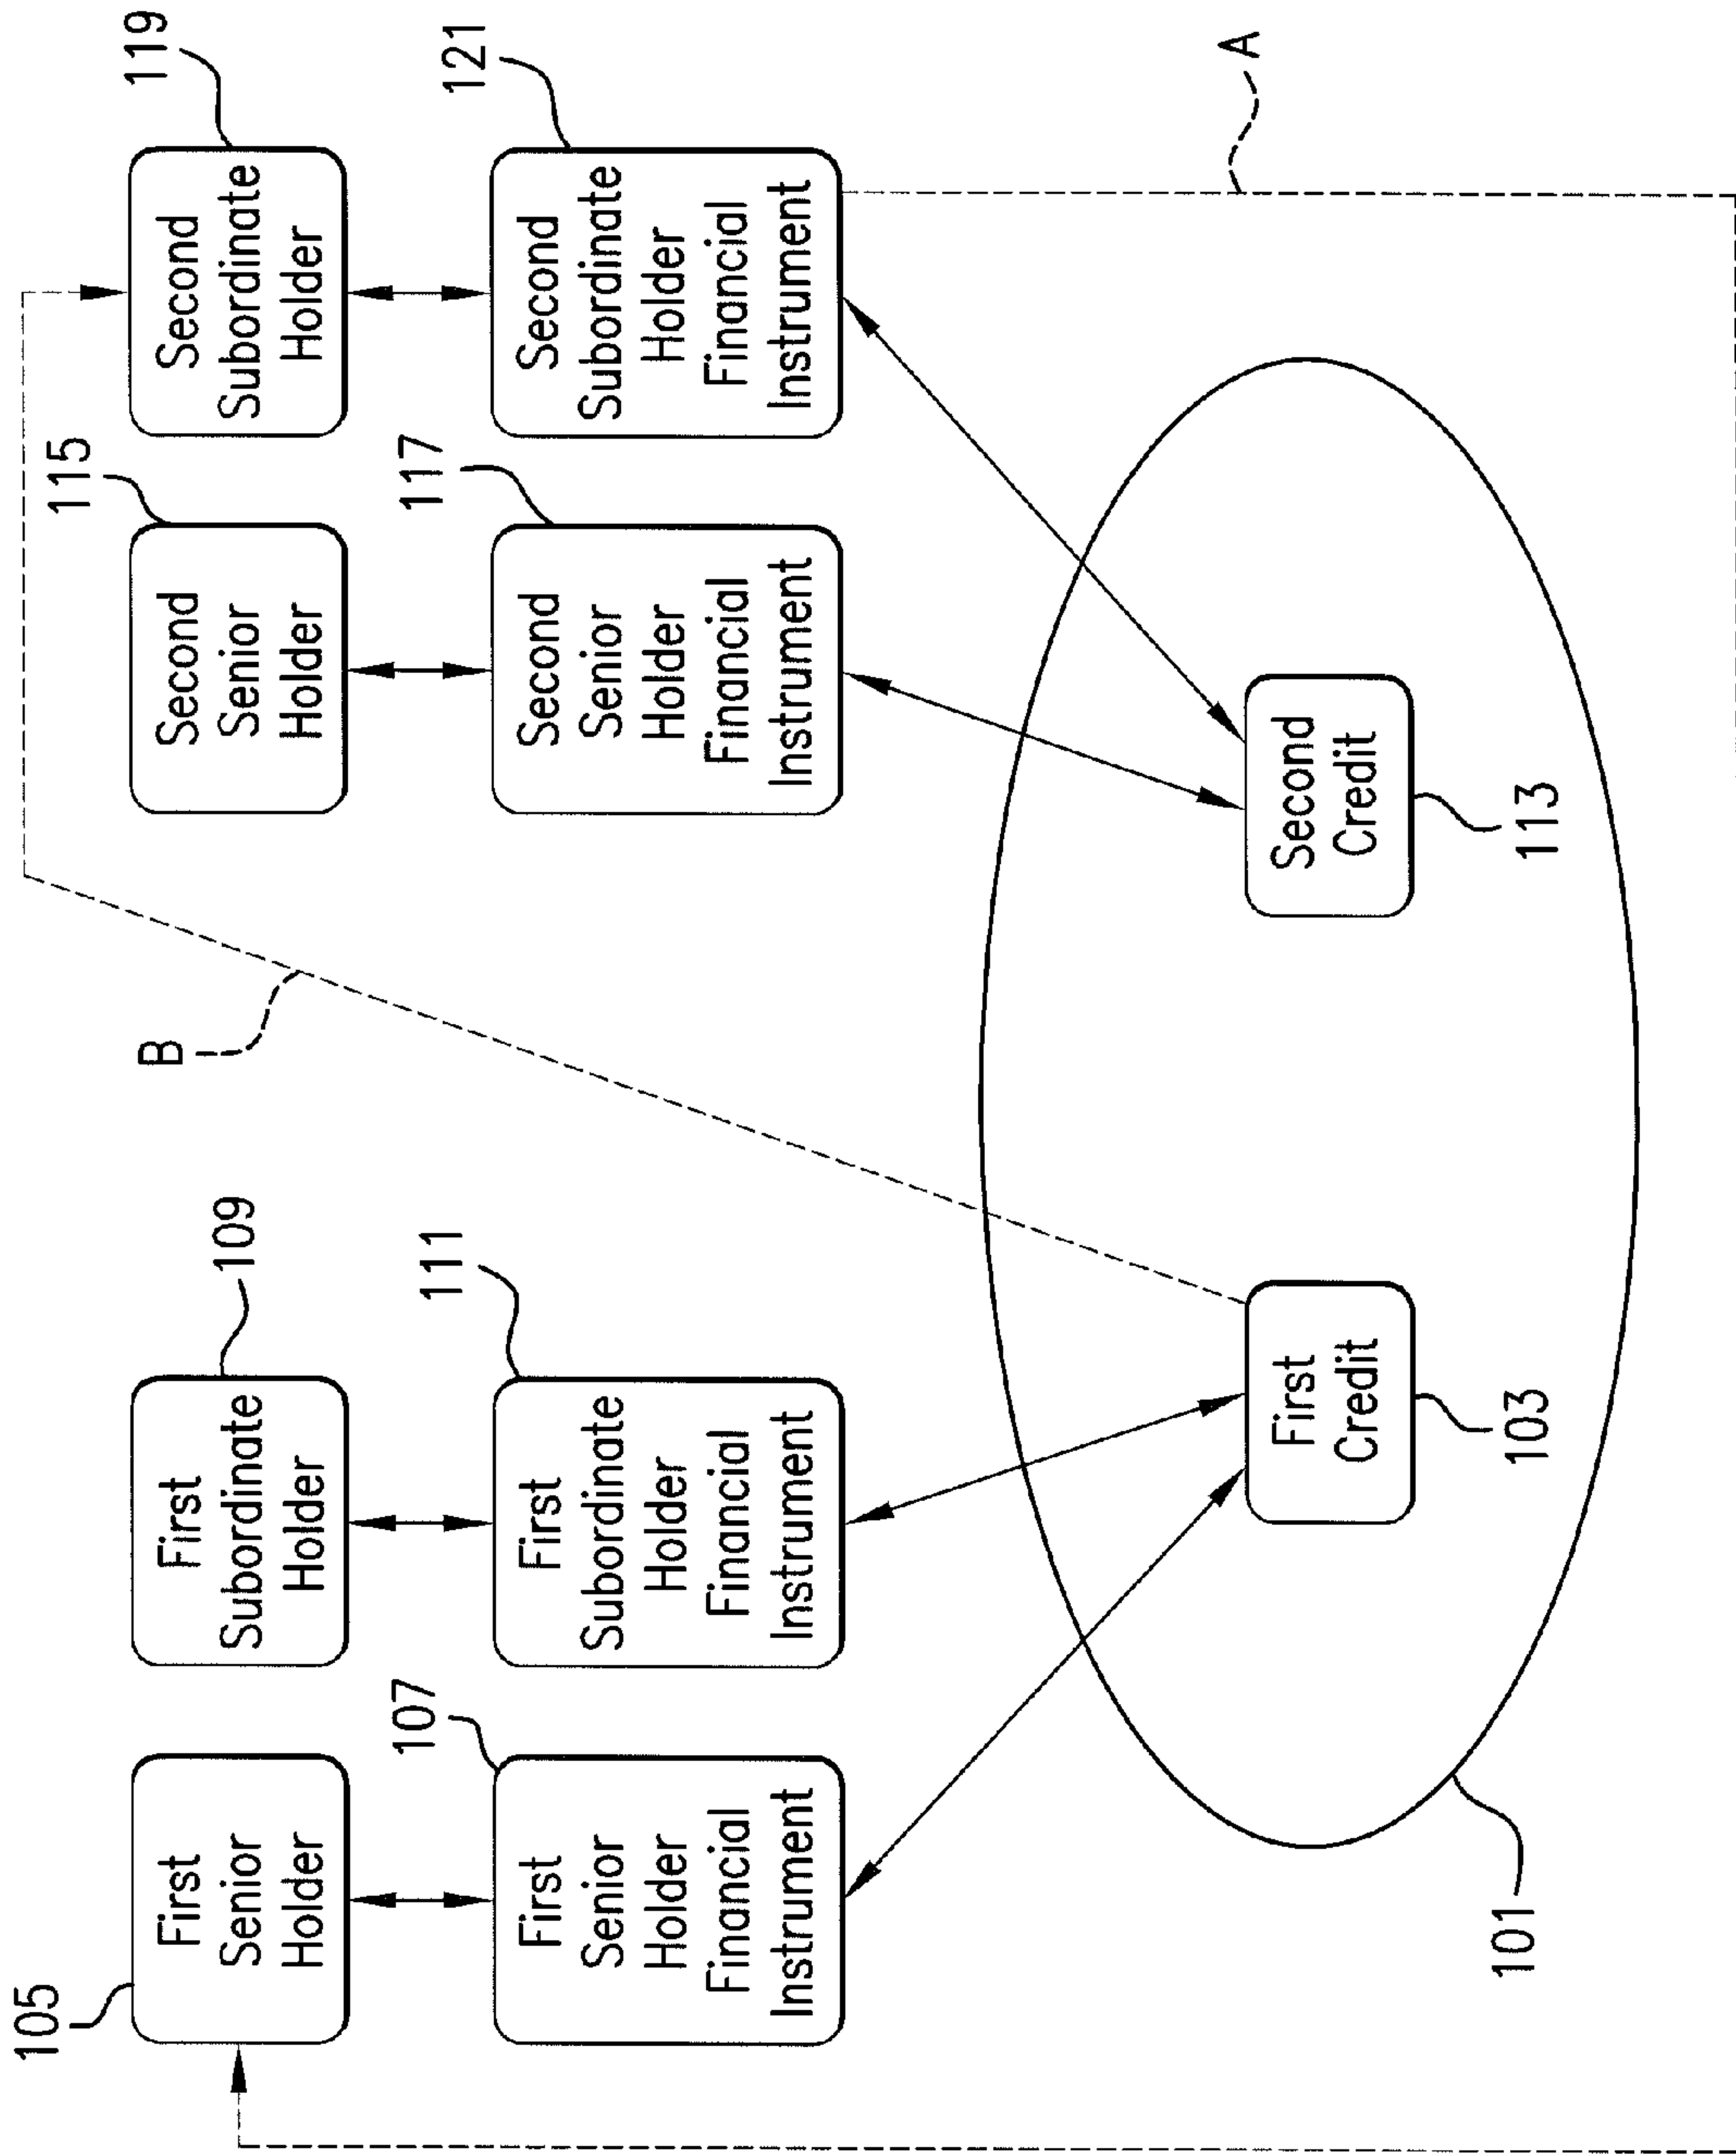 105
First
Senior
Holder
107
First
Senior
Holder
Financial
Instrument
109
First
Subordinate
Holder
111
First
Subordinate
Holder
Financial
Instrument
B
115
Second
Senior
Holder
117
Second
Senior
Holder
Financial
Instrument
119
Second
Subordinate
Holder
121
Second
Subordinate
Holder
Financial
Instrument
A
First
Credit
103
Second
Credit
113
101